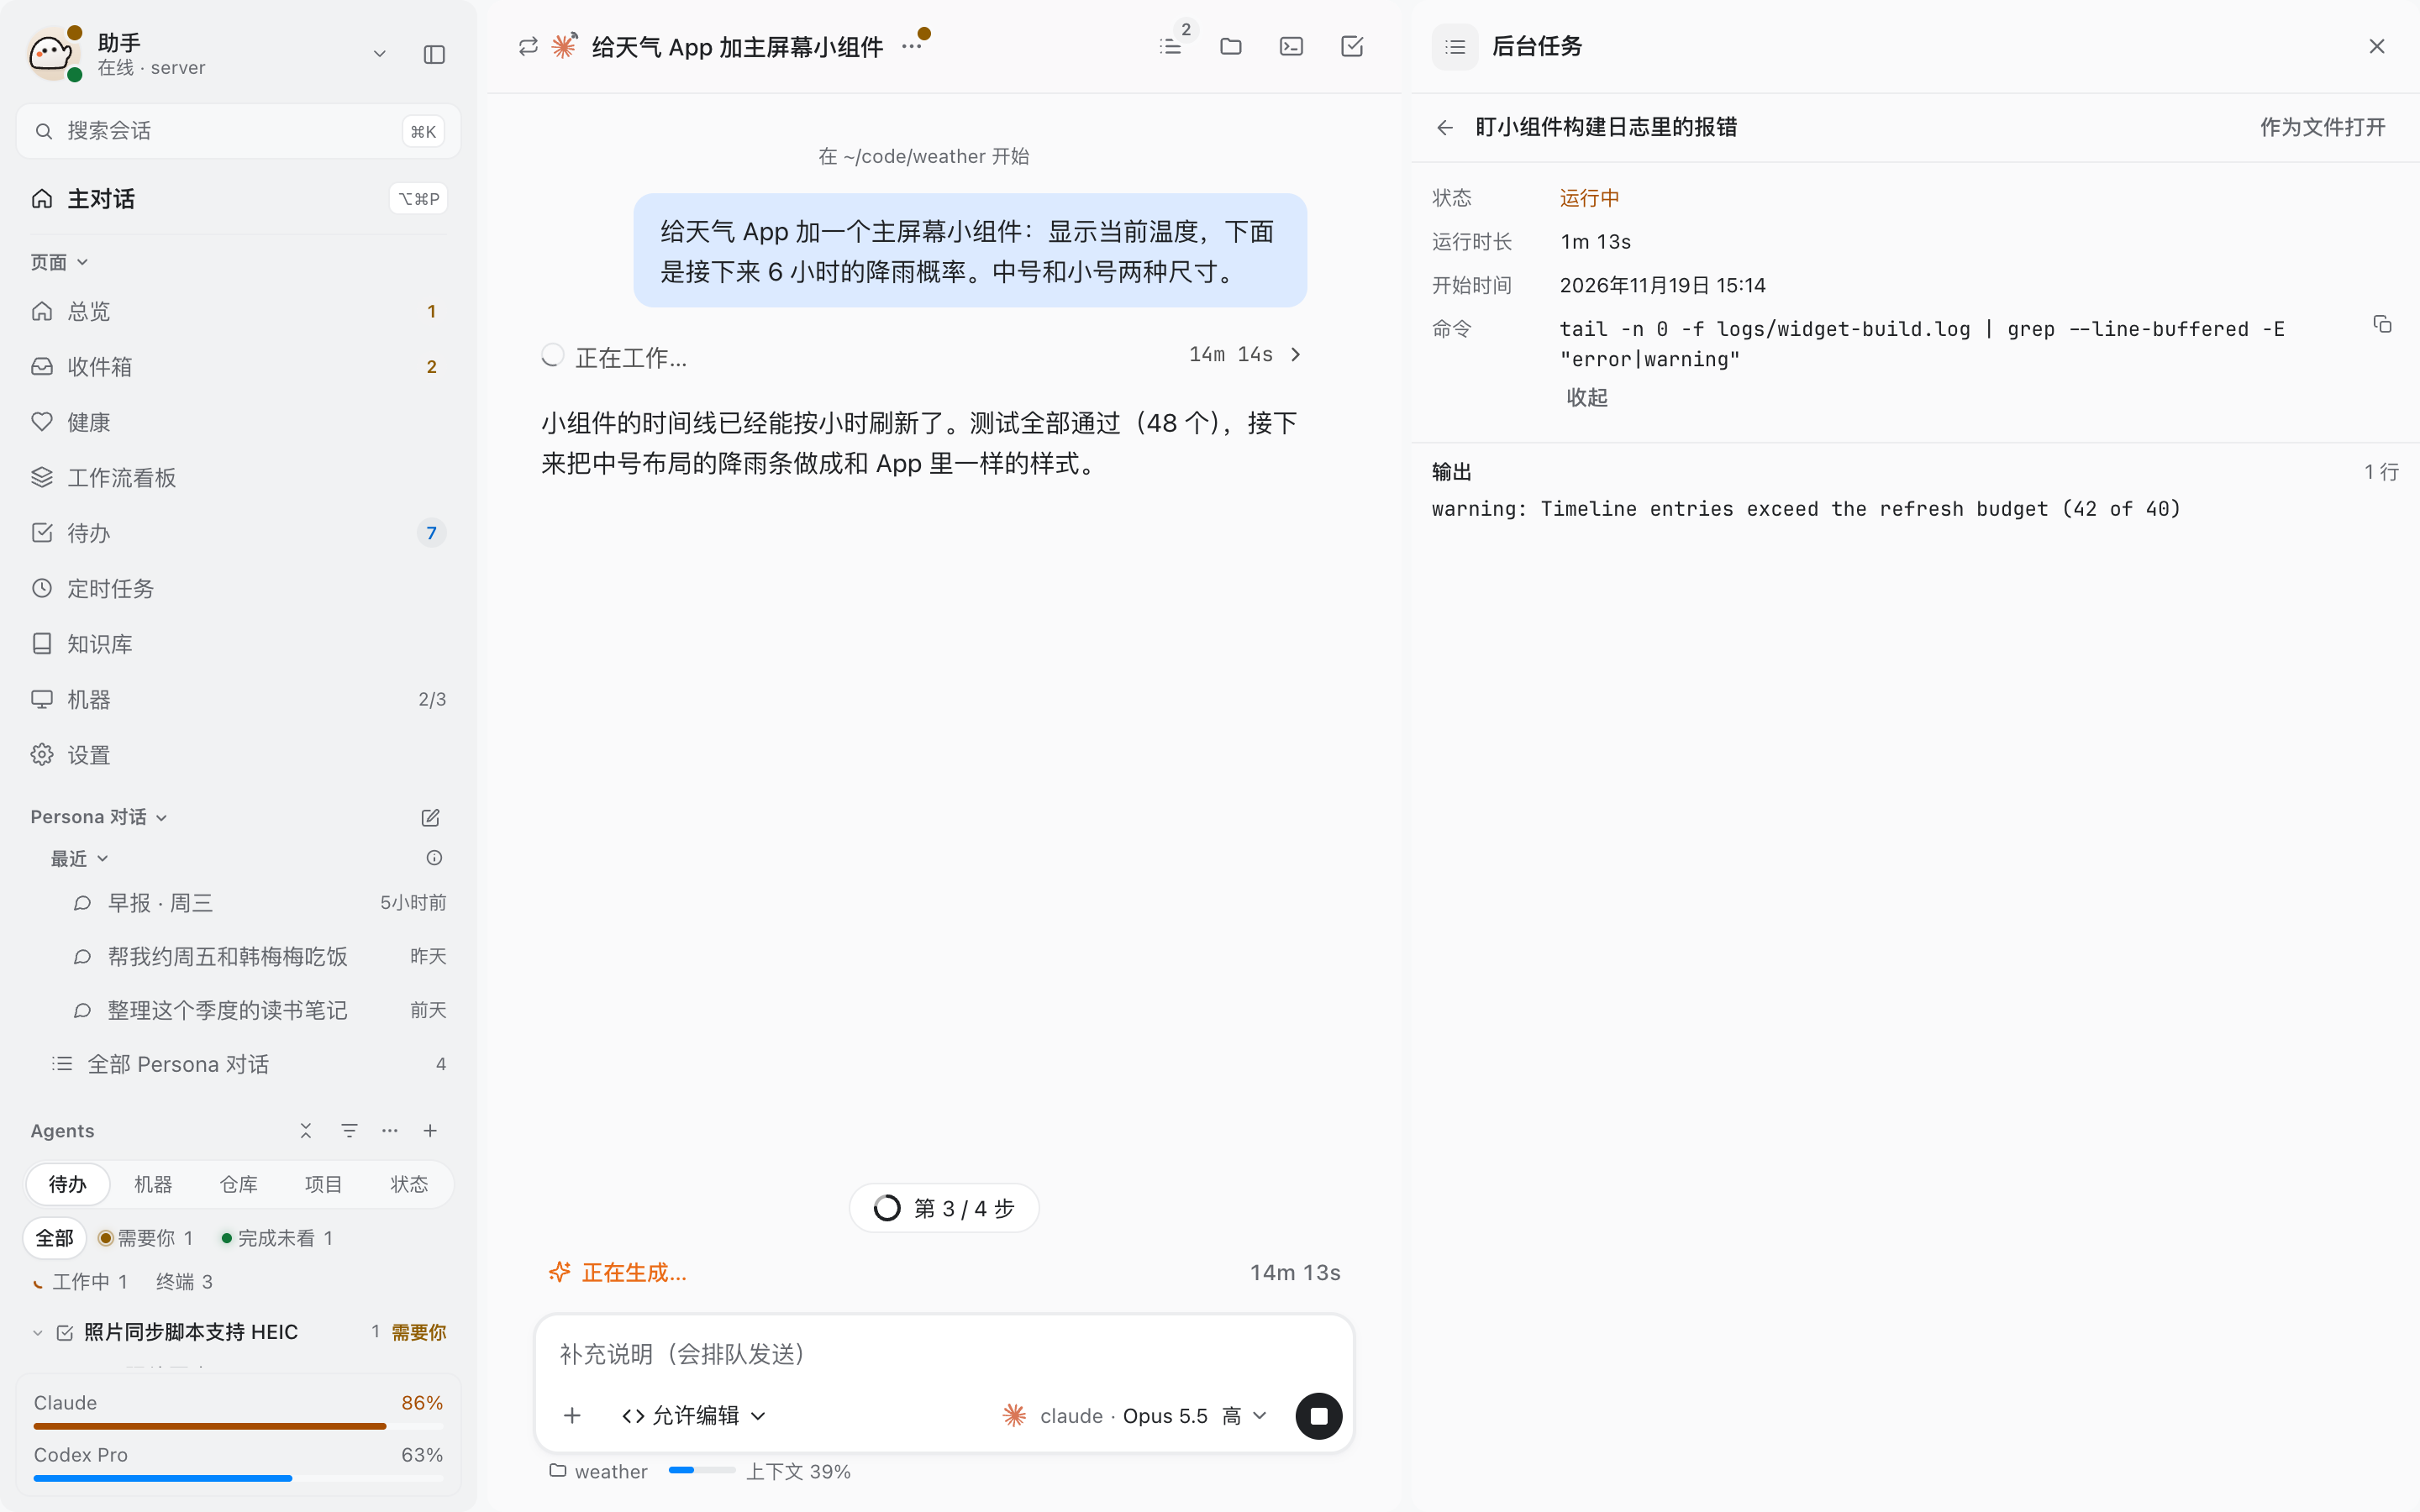 助手
在线 · server
搜索会话
⌘K
主对话
⌥⌘P
页面
总览
1
收件箱
2
健康
工作流看板
待办
7
定时任务
知识库
机器
2/3
设置
Persona 对话
最近
早报 · 周三
5小时前
帮我约周五和韩梅梅吃饭
昨天
整理这个季度的读书笔记
前天
全部 Persona 对话
4
Agents
待办
机器
仓库
项目
状态
全部
需要你 1
完成未看 1
工作中 1
终端 3
照片同步脚本支持 HEIC
1 需要你
Claude
86%
Codex Pro
63%
给天气 App 加主屏幕小组件
2
在 ~/code/weather 开始
给天气 App 加一个主屏幕小组件：显示当前温度，下面
是接下来 6 小时的降雨概率。中号和小号两种尺寸。
正在工作...
14m 14s
小组件的时间线已经能按小时刷新了。测试全部通过（48 个），接下
来把中号布局的降雨条做成和 App 里一样的样式。
第 3 / 4 步
正在生成...
14m 13s
补充说明（会排队发送）
允许编辑
claude · Opus 5.5 高
weather
上下文 39%
后台任务
盯小组件构建日志里的报错
作为文件打开
状态
运行中
运行时长
1m 13s
开始时间
2026年11月19日 15:14
命令
tail -n 0 -f logs/widget-build.log | grep --line-buffered -E
"error|warning"
收起
输出
1 行
warning: Timeline entries exceed the refresh budget (42 of 40)